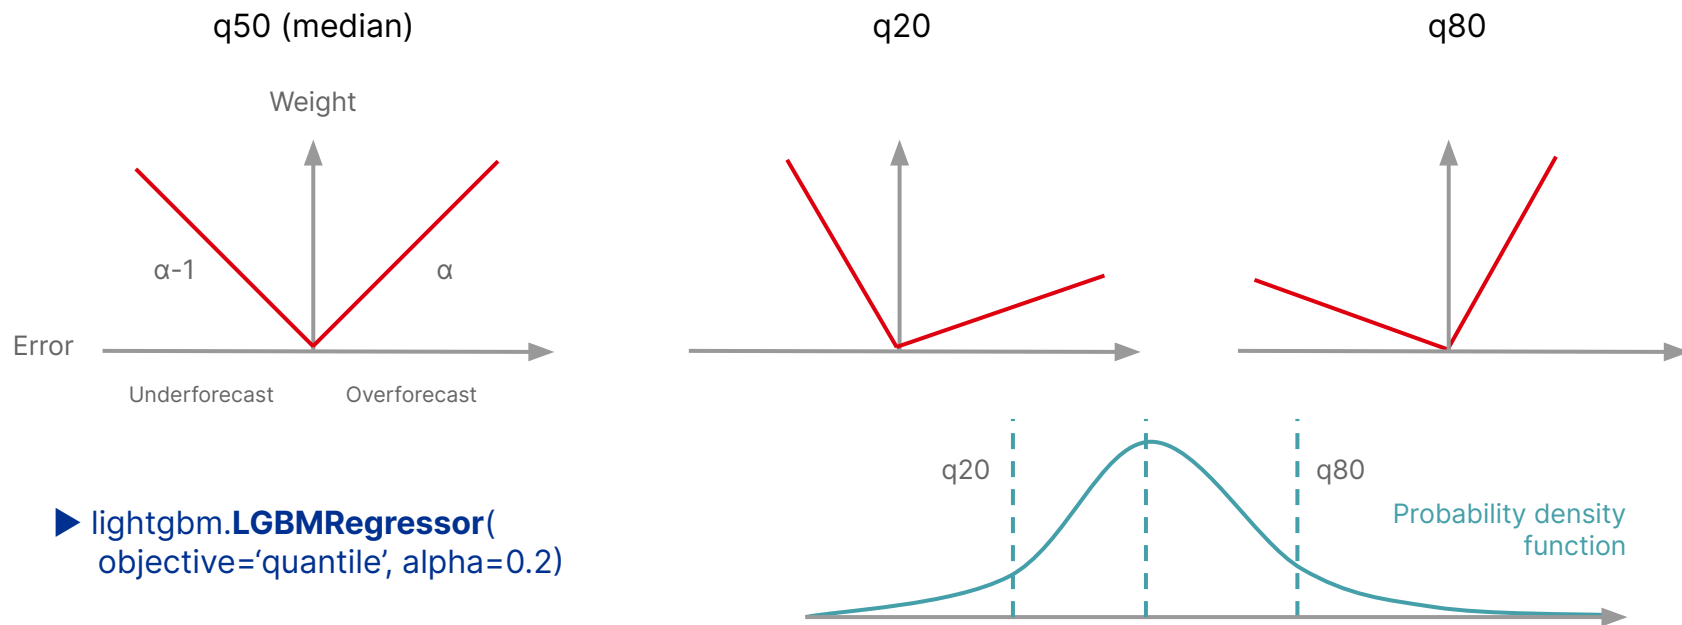 q50 (median)
q20
q80
Weight
α-1
α
Error
Underforecast
Overforecast
q20
q80
Probability density
function
▶ lightgbm.LGBMRegressor(
objective=‘quantile’, alpha=0.2)